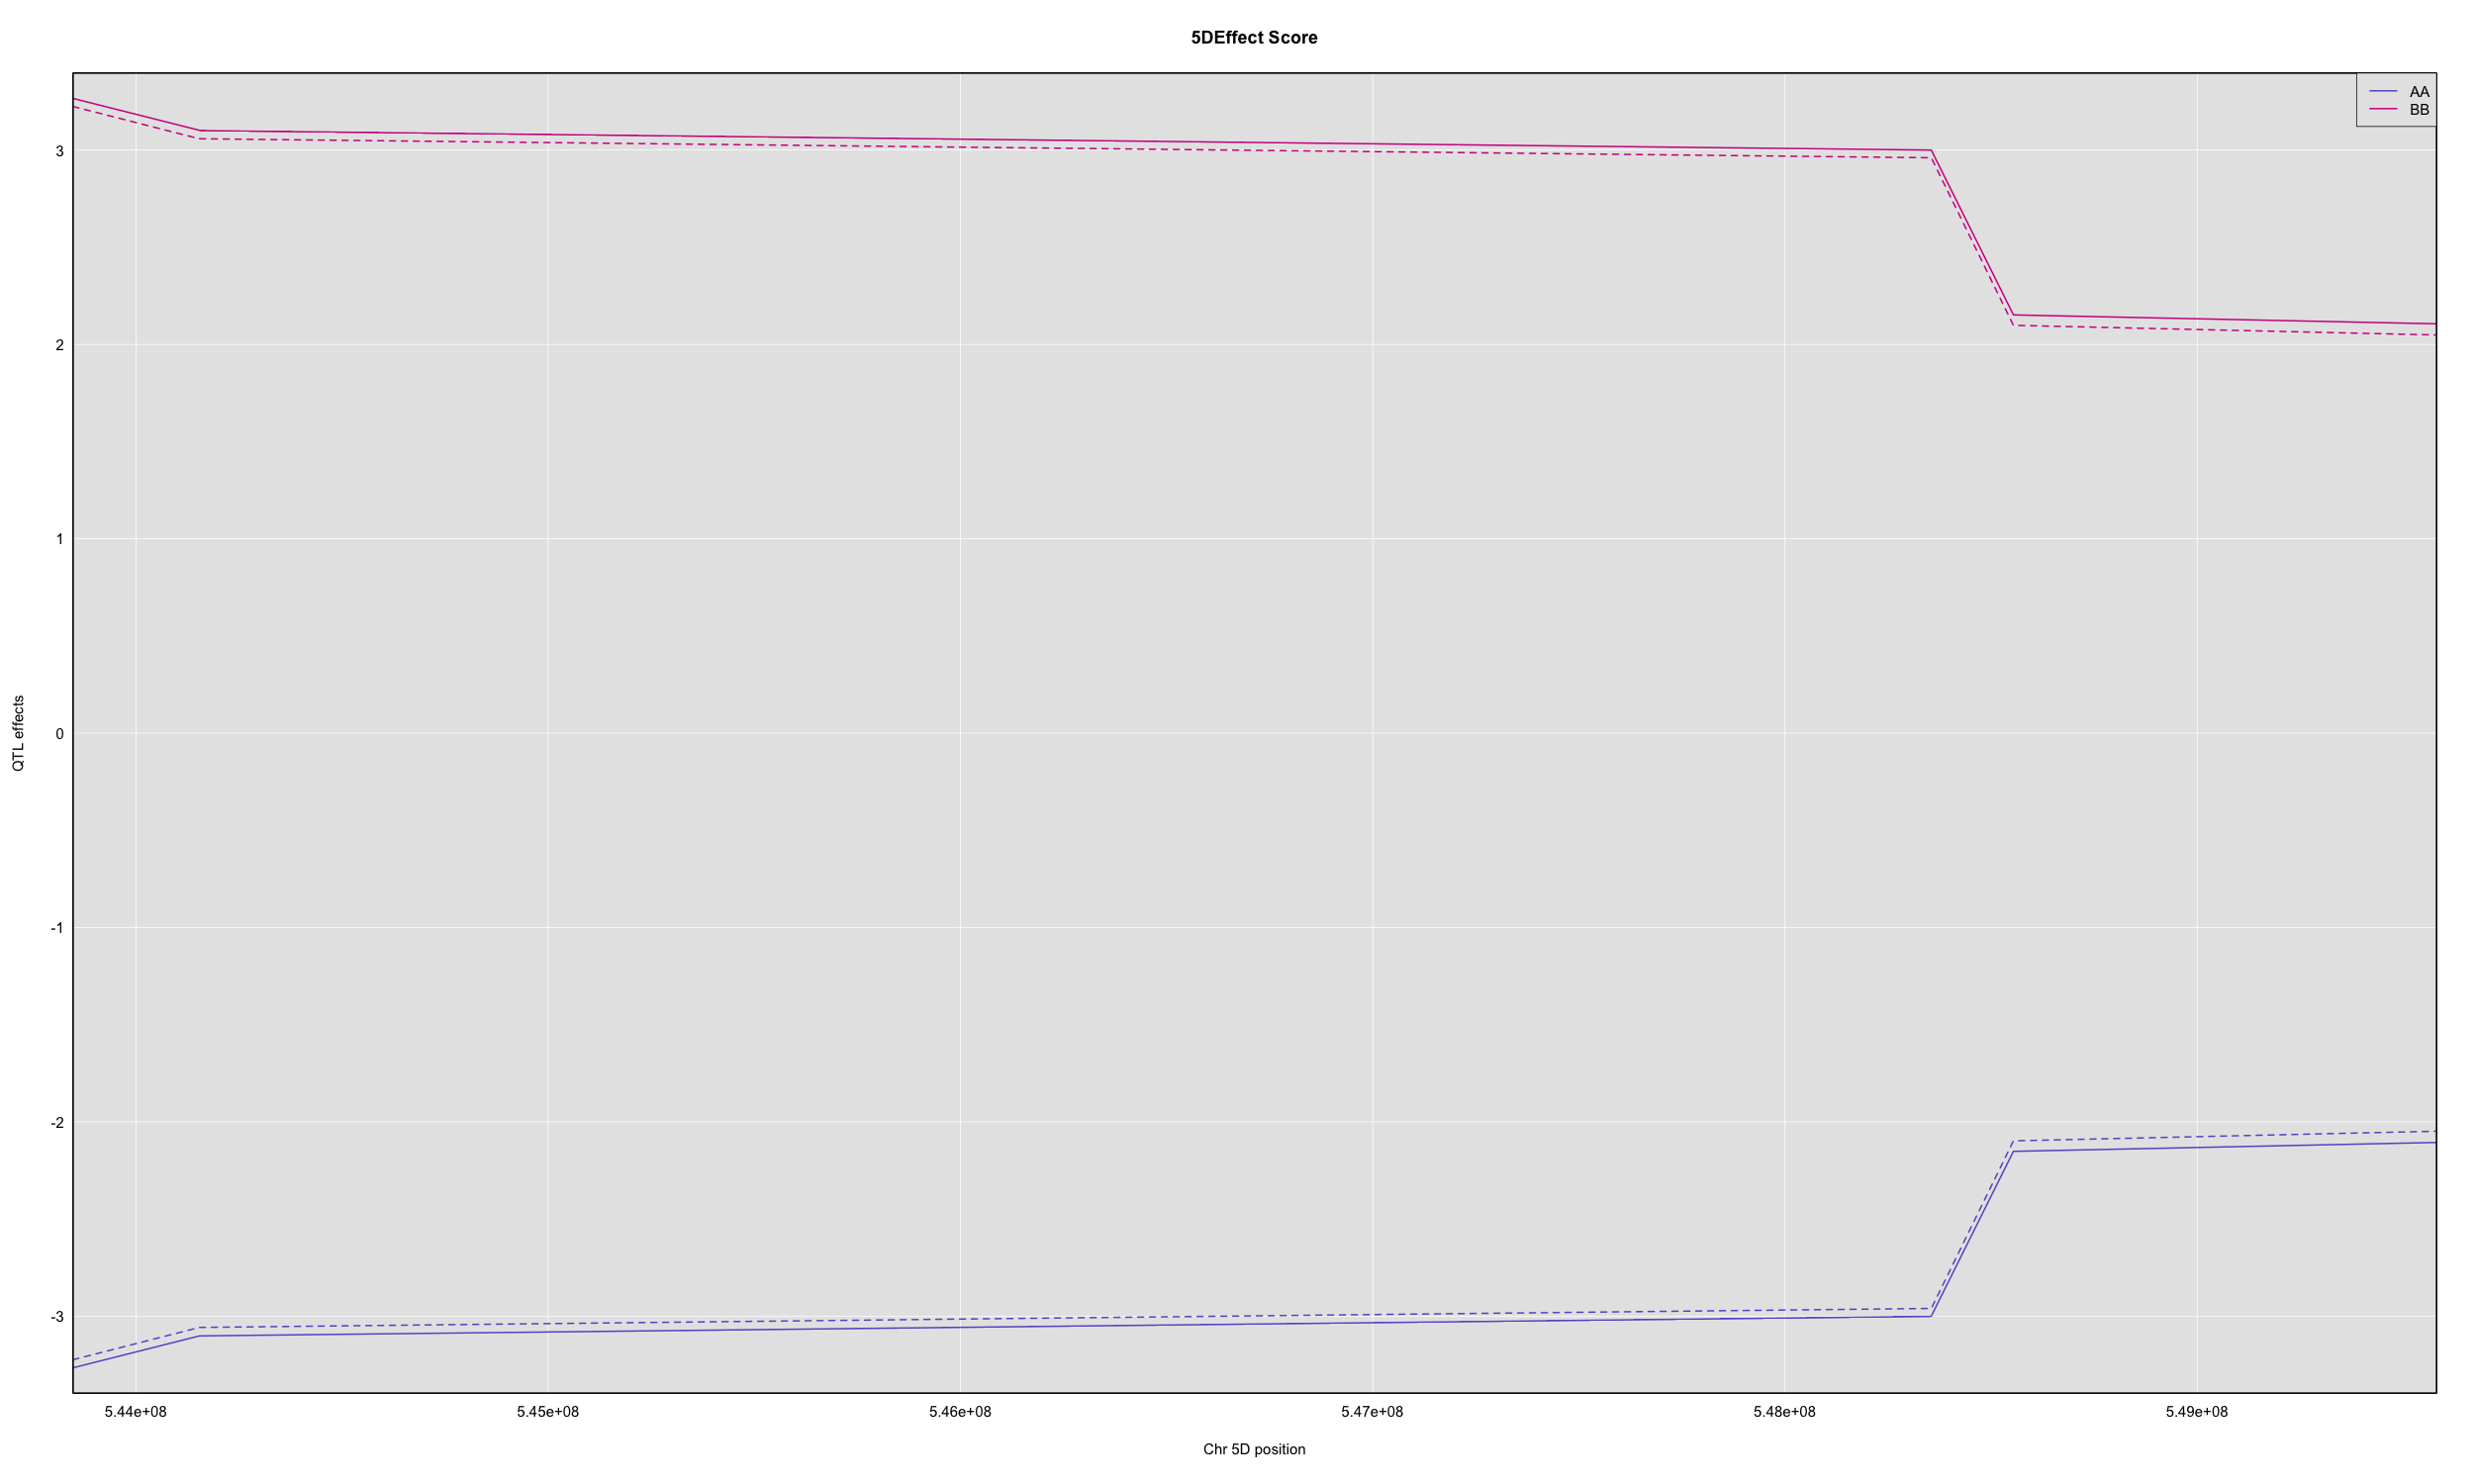 5DEffect Score
AA
BB
3
2
1
0
-1
-2
-3
QTL effects
5.44e+08 5.45e+08 5.46e+08 5.47e+08 5.48e+08 5.49e+08
Chr 5D position